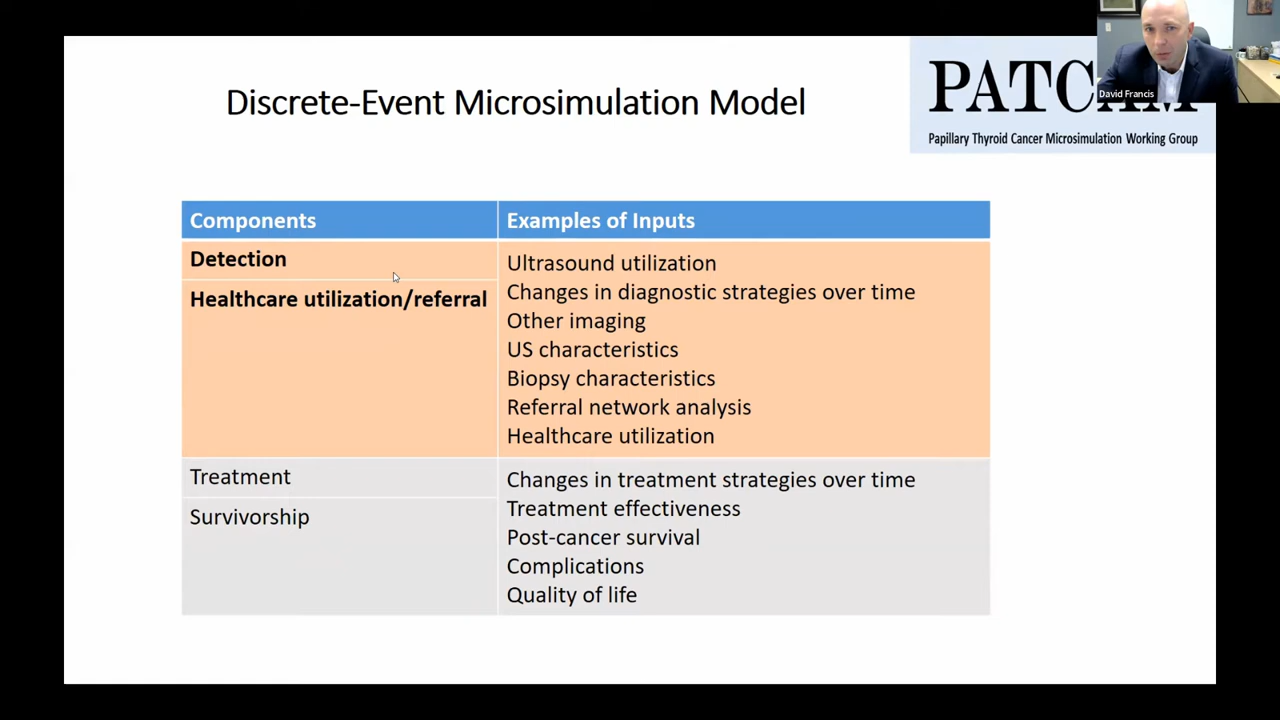 Discrete-Event Microsimulation Model
PATCAM
David Francis
Papillary Thyroid Cancer Microsimulation Working Group
Components
Examples of Inputs
Detection
Healthcare utilization/referral
Ultrasound utilization
Changes in diagnostic strategies over time
Other imaging
US characteristics
Biopsy characteristics
Referral network analysis
Healthcare utilization
Treatment
Survivorship
Changes in treatment strategies over time
Treatment effectiveness
Post-cancer survival
Complications
Quality of life